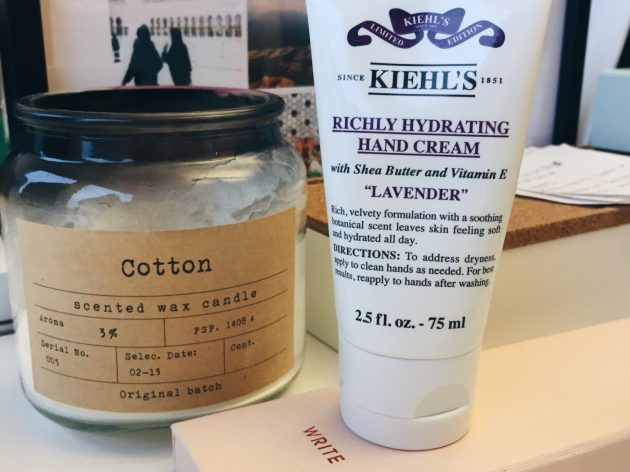 Cotton
scented wax candle
Aroma 3% FSF. 1408 4
Serial No. 005
Selec. Date: 02-13
Cont.
Original batch
KIEHL'S
SINCE 1851
LIMITED EDITION
SINCE KIEHL'S 1851
RICHLY HYDRATING
HAND CREAM
with Shea Butter and Vitamin E
"LAVENDER"
Rich, velvety formulation with a soothing
botanical scent leaves skin feeling soft
and hydrated all day.
DIRECTIONS: To address dryness,
apply to clean hands as needed. For best
results, reapply to hands after washing.
2.5 fl. oz. - 75 ml
WRITE